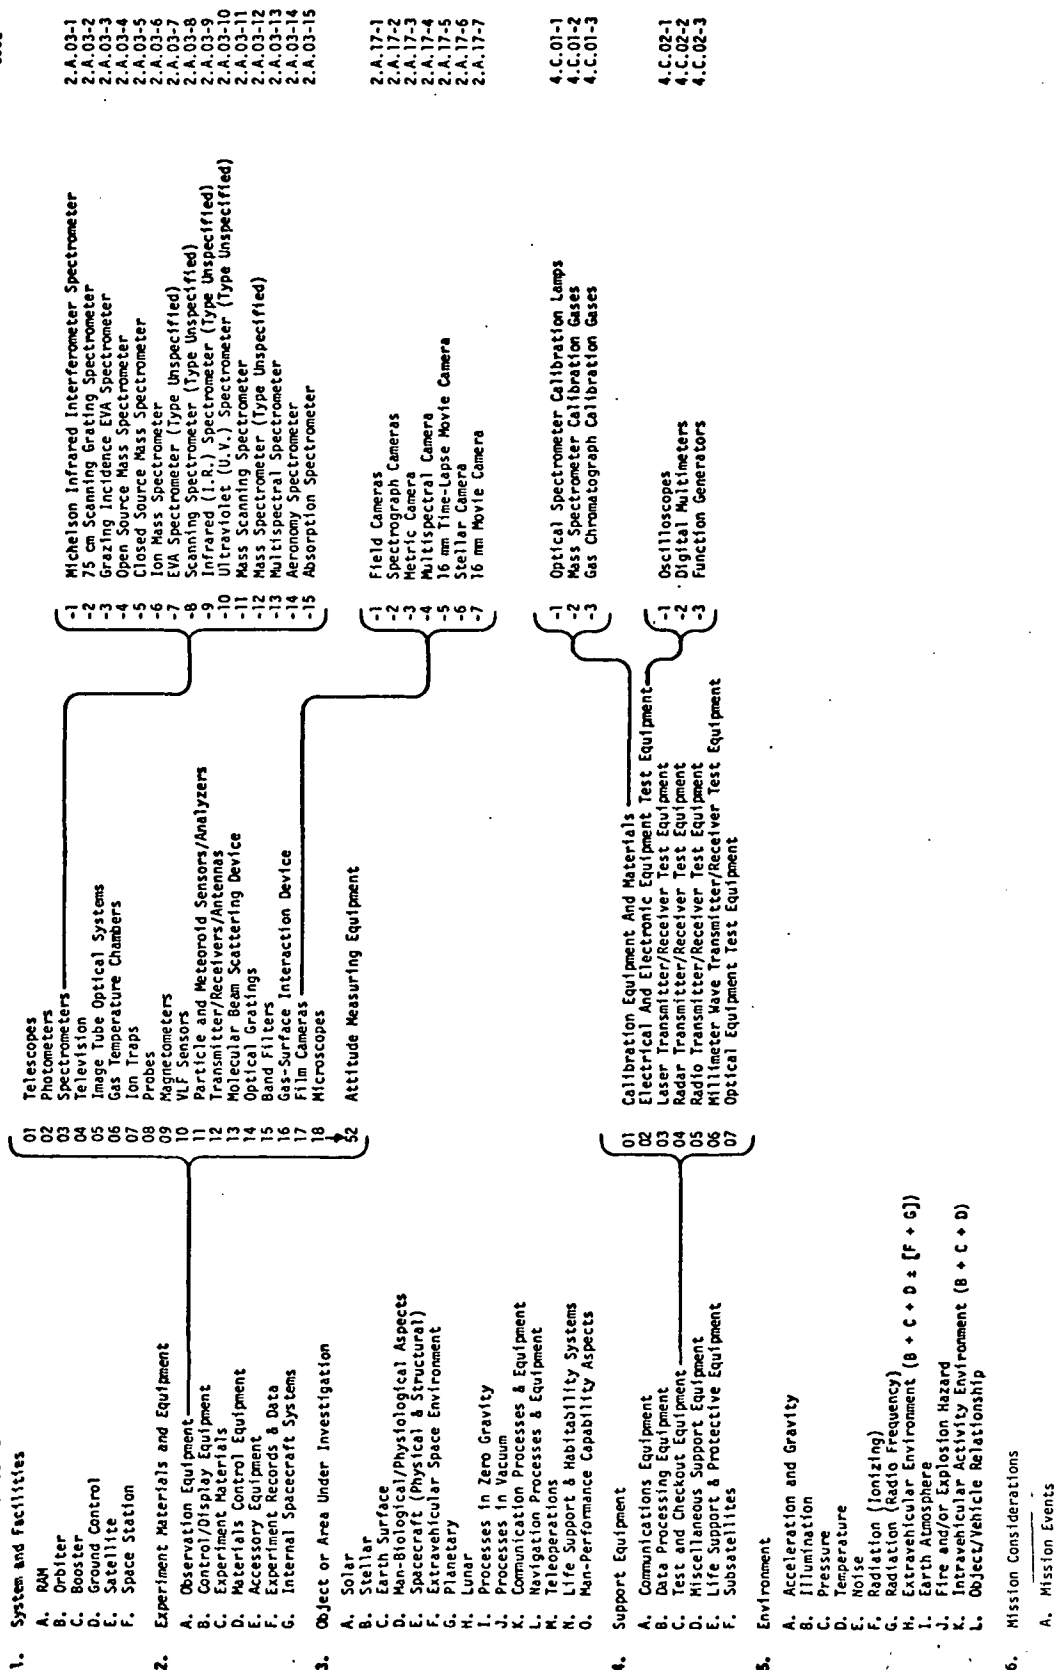 1. System and Facilities
A. RAM
B. Orbiter
C. Booster
D. Ground Control
E. Satellite
F. Space Station
2. Experiment Materials and Equipment
A. Observation Equipment
B. Control/Display Equipment
C. Experiment Materials
D. Materials Control Equipment
E. Accessory Equipment
F. Experiment Records & Data
G. Internal Spacecraft Systems
3. Object or Area Under Investigation
A. Solar
B. Stellar
C. Earth Surface
D. Man-Biological/Physiological Aspects
E. Spacecraft (Physical & Structural)
F. Extravehicular Space Environment
G. Planetary
H. Lunar
I. Processes in Zero Gravity
J. Processes in Vacuum
K. Communication Processes & Equipment
L. Navigation Processes & Equipment
M. Teleoperations
N. Life Support & Habitability Systems
O. Man-Performance Capability Aspects
4. Support Equipment
A. Communications Equipment
B. Data Processing Equipment
C. Test and Checkout Equipment
D. Miscellaneous Support Equipment
E. Life Support & Protective Equipment
F. Subsatellites
5. Environment
A. Acceleration and Gravity
B. Illumination
C. Pressure
D. Temperature
E. Noise
F. Radiation (Ionizing)
G. Radiation (Radio Frequency)
H. Extravehicular Environment (B + C + D ± [F + G])
I. Earth Atmosphere
J. Fire and/or Explosion Hazard
K. Intravehicular Activity Environment (B + C + D)
L. Object/Vehicle Relationship
6. Mission Considerations
A. Mission Events
01 Telescopes
02 Photometers
03 Spectrometers
04 Television
05 Image Tube Optical Systems
06 Gas Temperature Chambers
07 Ion Traps
08 Probes
09 Magnetometers
10 VLF Sensors
11 Particle and Meteoroid Sensors/Analyzers
12 Transmitter/Receivers/Antennas
13 Molecular Beam Scattering Device
14 Optical Gratings
15 Band Filters
16 Gas-Surface Interaction Device
17 Film Cameras
18 Microscopes
52 Attitude Measuring Equipment
01 Calibration Equipment And Materials
02 Electrical And Electronic Equipment Test Equipment
03 Laser Transmitter/Receiver Test Equipment
04 Radar Transmitter/Receiver Test Equipment
05 Radio Transmitter/Receiver Test Equipment
06 Millimeter Wave Transmitter/Receiver Test Equipment
07 Optical Equipment Test Equipment
-1 Michelson Infrared Interferometer Spectrometer 2.A.03-1
-2 75 cm Scanning Grating Spectrometer 2.A.03-2
-3 Grazing Incidence EVA Spectrometer 2.A.03-3
-4 Open Source Mass Spectrometer 2.A.03-4
-5 Closed Source Mass Spectrometer 2.A.03-5
-6 Ion Mass Spectrometer 2.A.03-6
-7 EVA Spectrometer (Type Unspecified) 2.A.03-7
-8 Scanning Spectrometer (Type Unspecified) 2.A.03-8
-9 Infrared (I.R.) Spectrometer (Type Unspecified) 2.A.03-9
-10 Ultraviolet (U.V.) Spectrometer (Type Unspecified) 2.A.03-10
-11 Mass Scanning Spectrometer 2.A.03-11
-12 Mass Spectrometer (Type Unspecified) 2.A.03-12
-13 Multispectral Spectrometer 2.A.03-13
-14 Aeronomy Spectrometer 2.A.03-14
-15 Absorption Spectrometer 2.A.03-15
-1 Field Cameras 2.A.17-1
-2 Spectrograph Cameras 2.A.17-2
-3 Metric Camera 2.A.17-3
-4 Multispectral Camera 2.A.17-4
-5 16 mm Time-Lapse Movie Camera 2.A.17-5
-6 Stellar Camera 2.A.17-6
-7 16 mm Movie Camera 2.A.17-7
-1 Optical Spectrometer Calibration Lamps 4.C.01-1
-2 Mass Spectrometer Calibration Gases 4.C.01-2
-3 Gas Chromatograph Calibration Gases 4.C.01-3
-1 Oscilloscopes 4.C.02-1
-2 Digital Multimeters 4.C.02-2
-3 Function Generators 4.C.02-3